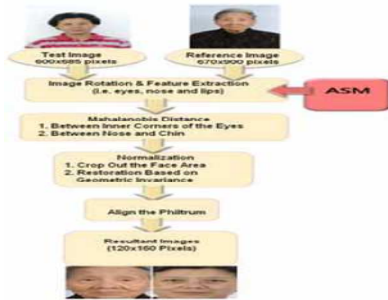 Test Image
600x685 pixels
Reference Image
670x900 pixels
Image Rotation & Feature Extraction
(i.e. eyes, nose and lips)
ASM
Mahalanobis Distance
1. Between Inner Corners of the Eyes
2. Between Nose and Chin
Normalization
1. Crop Out the Face Area
2. Restoration Based on
Geometric Invariance
Align the Philtrum
Resultant Images
(120x160 Pixels)